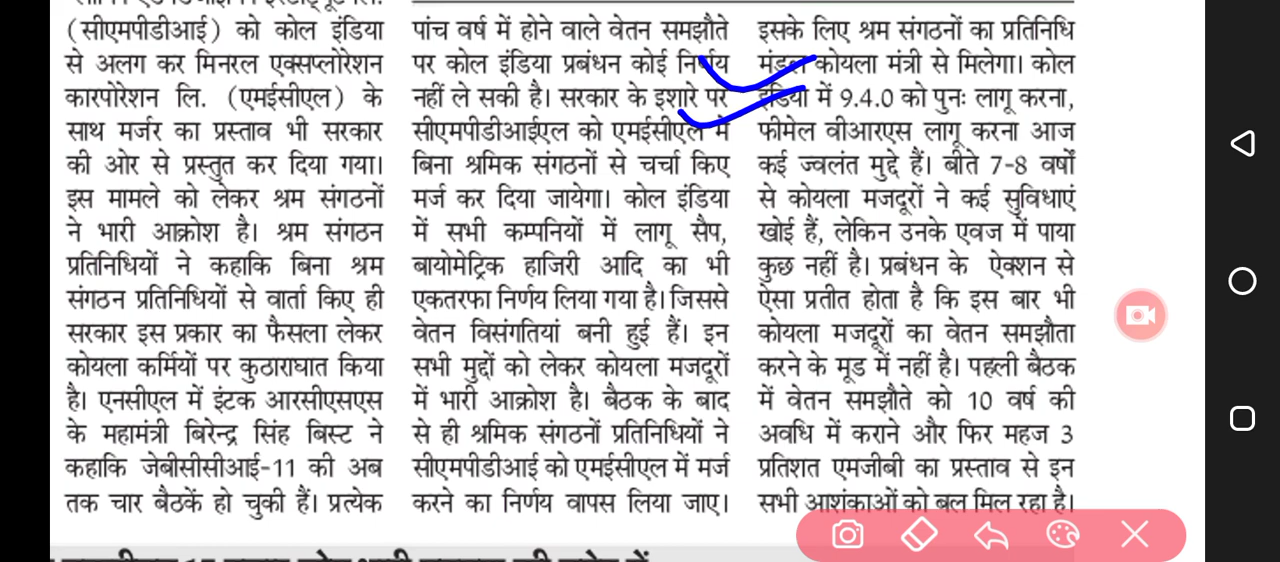 (सीएमपीडीआई) को कोल इंडिया
से अलग कर मिनरल एक्सप्लोरेशन
कारपोरेशन लि. (एमईसीएल) के
साथ मर्जर का प्रस्ताव भी सरकार
की ओर से प्रस्तुत कर दिया गया।
इस मामले को लेकर श्रम संगठनों
ने भारी आक्रोश है। श्रम संगठन
प्रतिनिधियों ने कहाकि बिना श्रम
संगठन प्रतिनिधियों से वार्ता किए ही
सरकार इस प्रकार का फैसला लेकर
कोयला कर्मियों पर कुठाराघात किया
है। एनसीएल में इंटक आरसीएसएस
के महामंत्री बिरेन्द्र सिंह बिस्ट ने
कहाकि जेबीसीसीआई-11 की अब
तक चार बैठकें हो चुकी हैं। प्रत्येक
पांच वर्ष में होने वाले वेतन समझौते
पर कोल इंडिया प्रबंधन कोई निर्णय
नहीं ले सकी है। सरकार के इशारे पर
सीएमपीडीआईएल को एमईसीएल में
बिना श्रमिक संगठनों से चर्चा किए
मर्ज कर दिया जायेगा। कोल इंडिया
में सभी कम्पनियों में लागू सैप,
बायोमेट्रिक हाजिरी आदि का भी
एकतरफा निर्णय लिया गया है। जिससे
वेतन विसंगतियां बनी हुई हैं। इन
सभी मुद्दों को लेकर कोयला मजदूरों
में भारी आक्रोश है। बैठक के बाद
से ही श्रमिक संगठनों प्रतिनिधियों ने
सीएमपीडीआई को एमईसीएल में मर्ज
करने का निर्णय वापस लिया जाए।
इसके लिए श्रम संगठनों का प्रतिनिधि
मंडल कोयला मंत्री से मिलेगा। कोल
इंडिया में 9.4.0 को पुनः लागू करना,
फीमेल वीआरएस लागू करना आज
कई ज्वलंत मुद्दे हैं। बीते 7-8 वर्षों
से कोयला मजदूरों ने कई सुविधाएं
खोई हैं, लेकिन उनके एवज में पाया
कुछ नहीं है। प्रबंधन के ऐक्शन से
ऐसा प्रतीत होता है कि इस बार भी
कोयला मजदूरों का वेतन समझौता
करने के मूड में नहीं है। पहली बैठक
में वेतन समझौते को 10 वर्ष की
अवधि में कराने और फिर महज 3
प्रतिशत एमजीबी का प्रस्ताव से इन
सभी आशंकाओं को बल मिल रहा है।